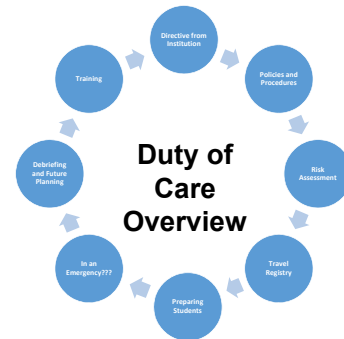 Directive from
Institution
Policies and
Procedures
Risk
Assessment
Travel
Registry
Preparing
Students
In an
Emergency???
Debriefing
and Future
Planning
Training
Duty of
Care
Overview